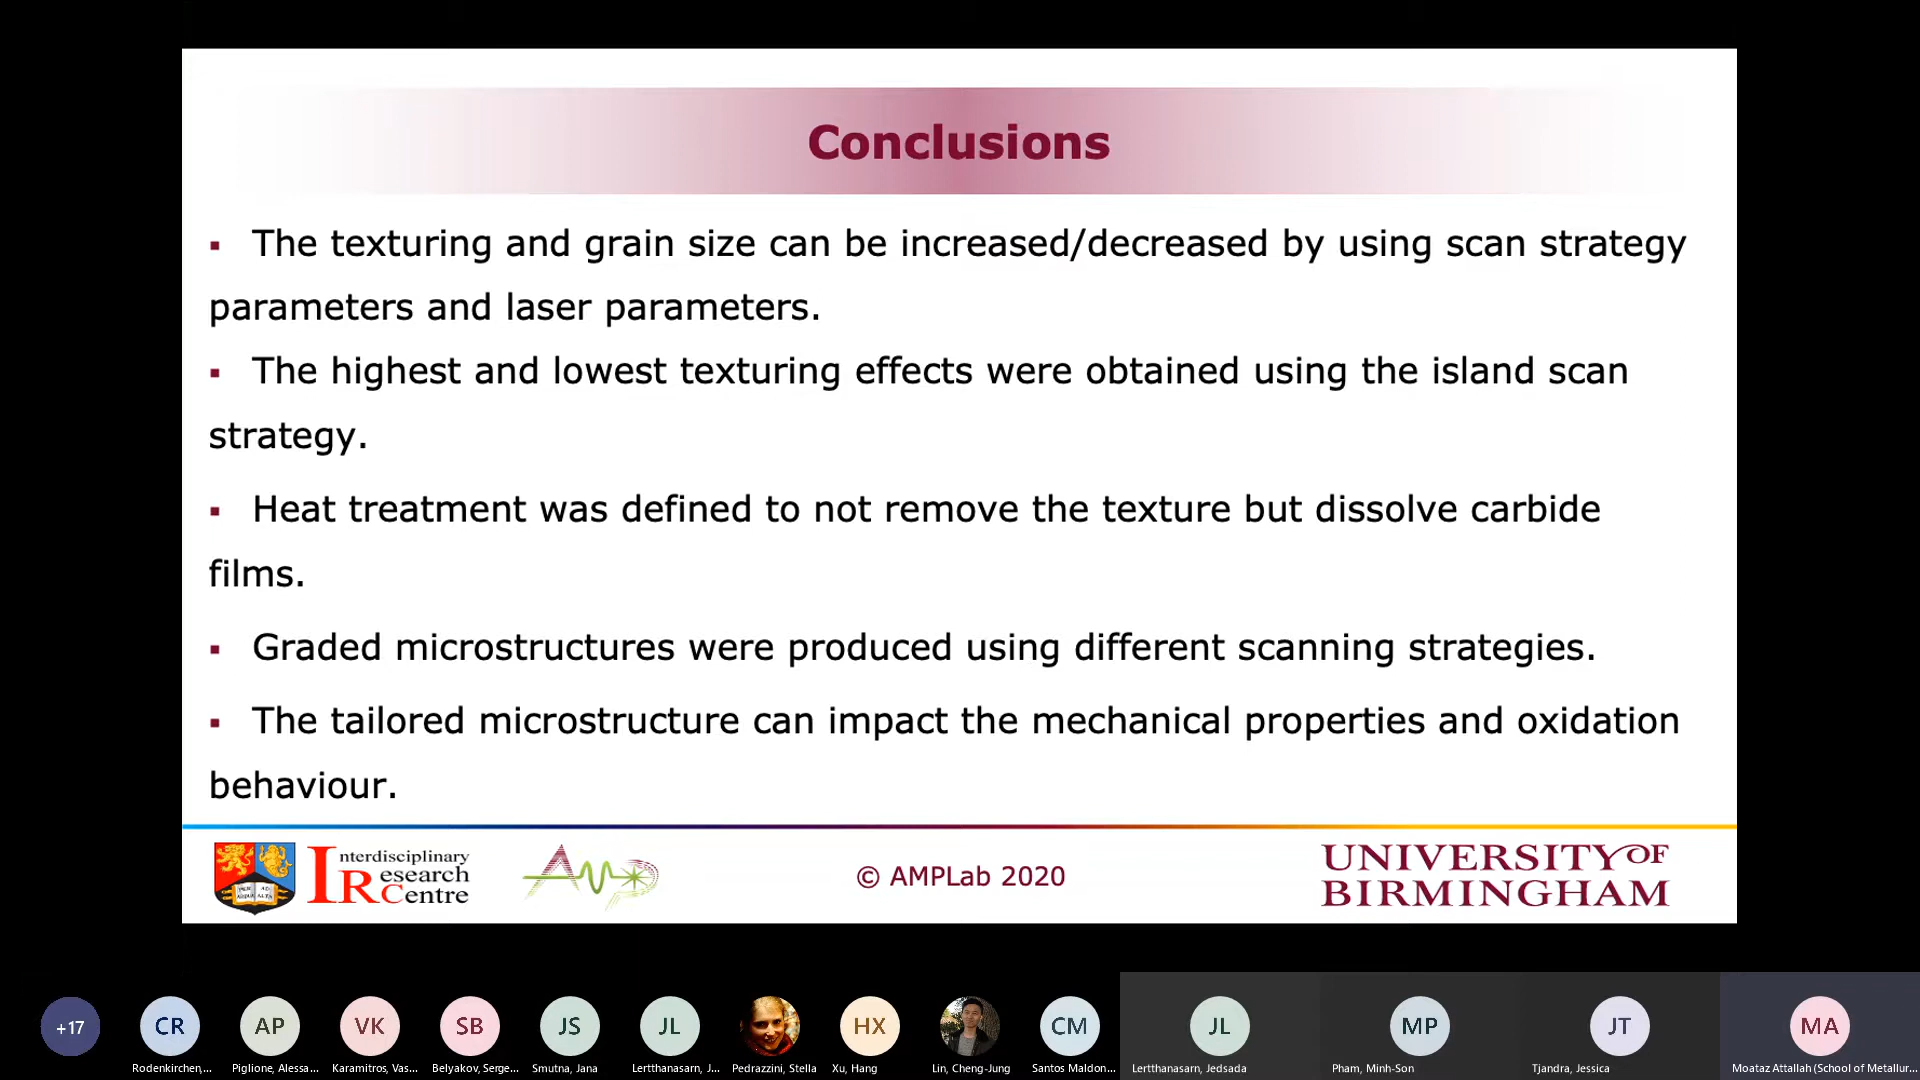 Conclusions
▪ The texturing and grain size can be increased/decreased by using scan strategy
parameters and laser parameters.
▪ The highest and lowest texturing effects were obtained using the island scan
strategy.
▪ Heat treatment was defined to not remove the texture but dissolve carbide
films.
▪ Graded microstructures were produced using different scanning strategies.
▪ The tailored microstructure can impact the mechanical properties and oxidation
behaviour.
Interdisciplinary
Research
Centre
AMP
© AMPLab 2020
UNIVERSITY OF
BIRMINGHAM
+17
CR
AP
VK
SB
JS
JL
HX
CM
JL
MP
JT
MA
Rodenkirchen,...
Piglione, Alessa...
Karamitros, Vas...
Belyakov, Serge...
Smutna, Jana
Lertthanasarn, J...
Pedrazzini, Stella
Xu, Hang
Lin, Cheng-Jung
Santos Maldon...
Lertthanasarn, Jedsada
Pham, Minh-Son
Tjandra, Jessica
Moataz Attallah (School of Metallur...